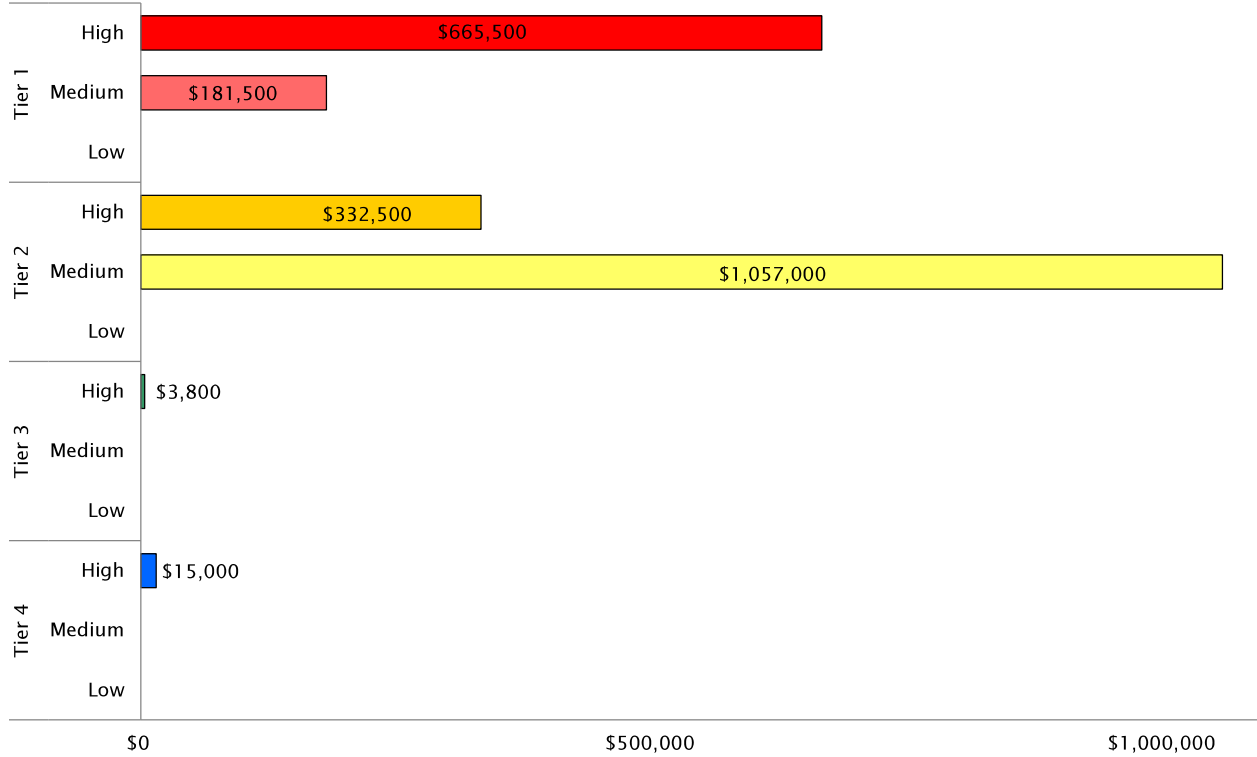 Tier 1
High
$665,500
Medium
$181,500
Low
Tier 2
High
$332,500
Medium
$1,057,000
Low
Tier 3
High
$3,800
Medium
Low
Tier 4
High
$15,000
Medium
Low
$0 $500,000 $1,000,000